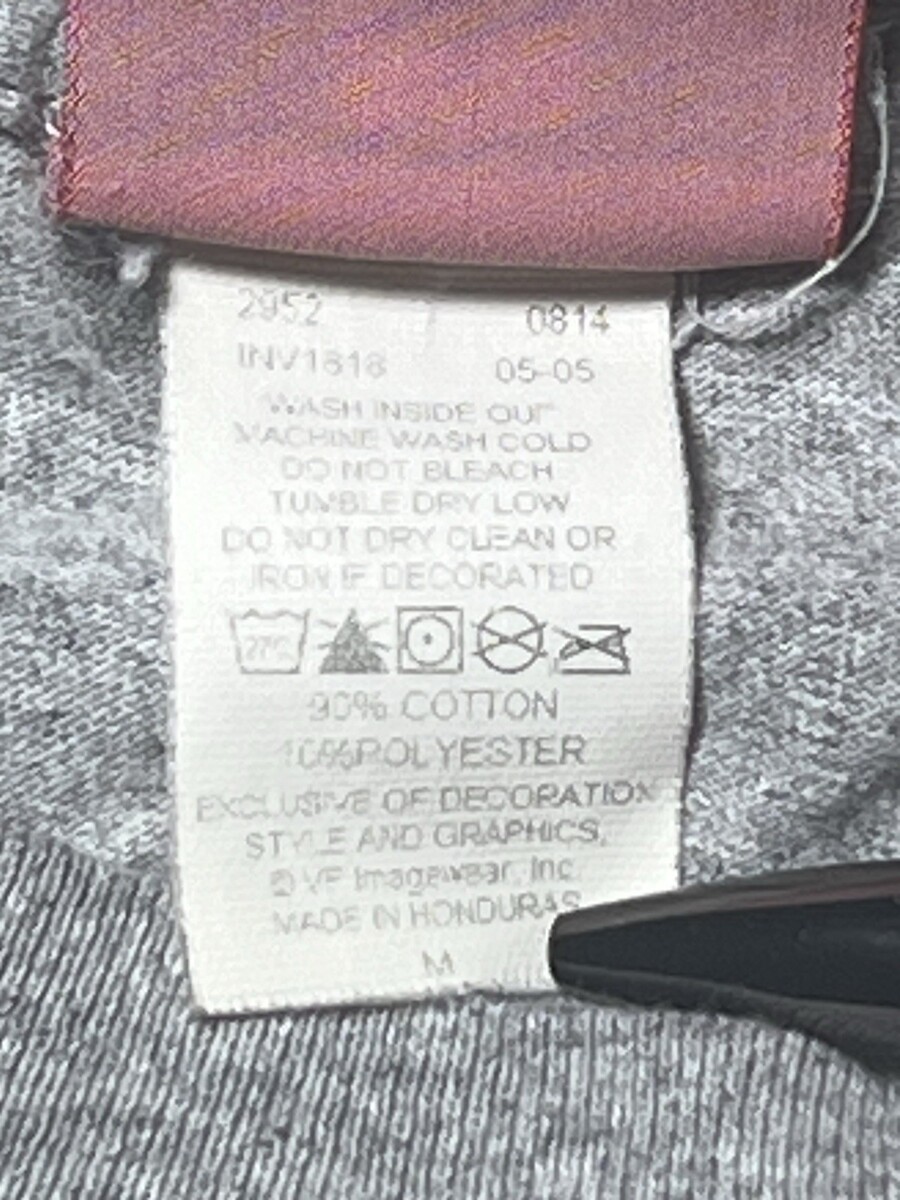 2952 0814
INV1818 05-05
WASH INSIDE OUT
MACHINE WASH COLD
DO NOT BLEACH
TUMBLE DRY LOW
DO NOT DRY CLEAN OR
IRON IF DECORATED
27°C
90% COTTON
10%POLYESTER
EXCLUSIVE OF DECORATION
STYLE AND GRAPHICS,
© VF Imagewear, Inc.
MADE IN HONDURAS
M